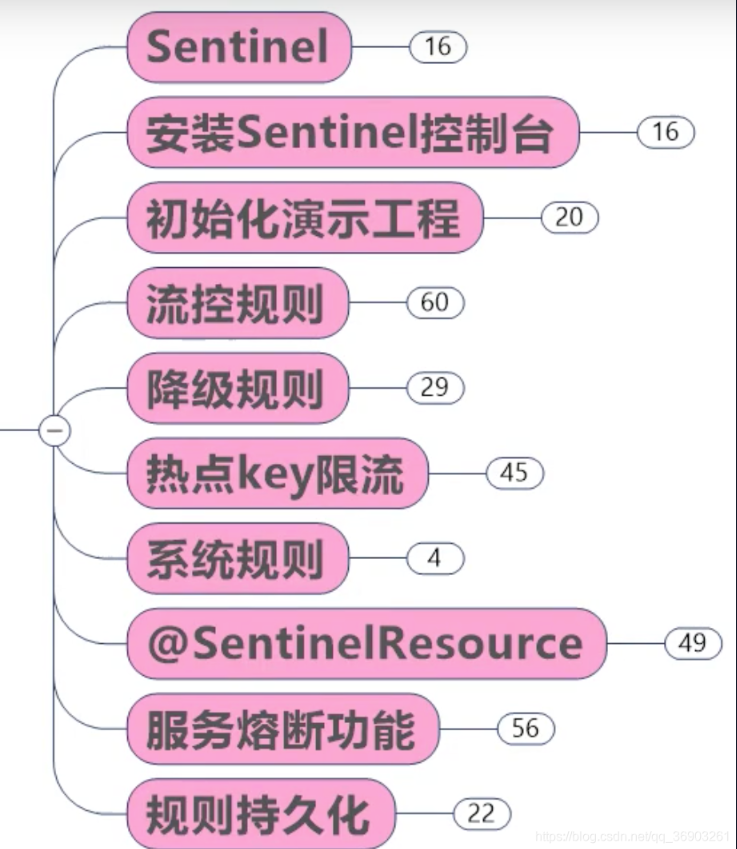 Sentinel 16
安装Sentinel控制台 16
初始化演示工程 20
流控规则 60
降级规则 29
热点key限流 45
系统规则 4
@SentinelResource 49
服务熔断功能 56
规则持久化 22
https://blog.csdn.net/qq_36903261